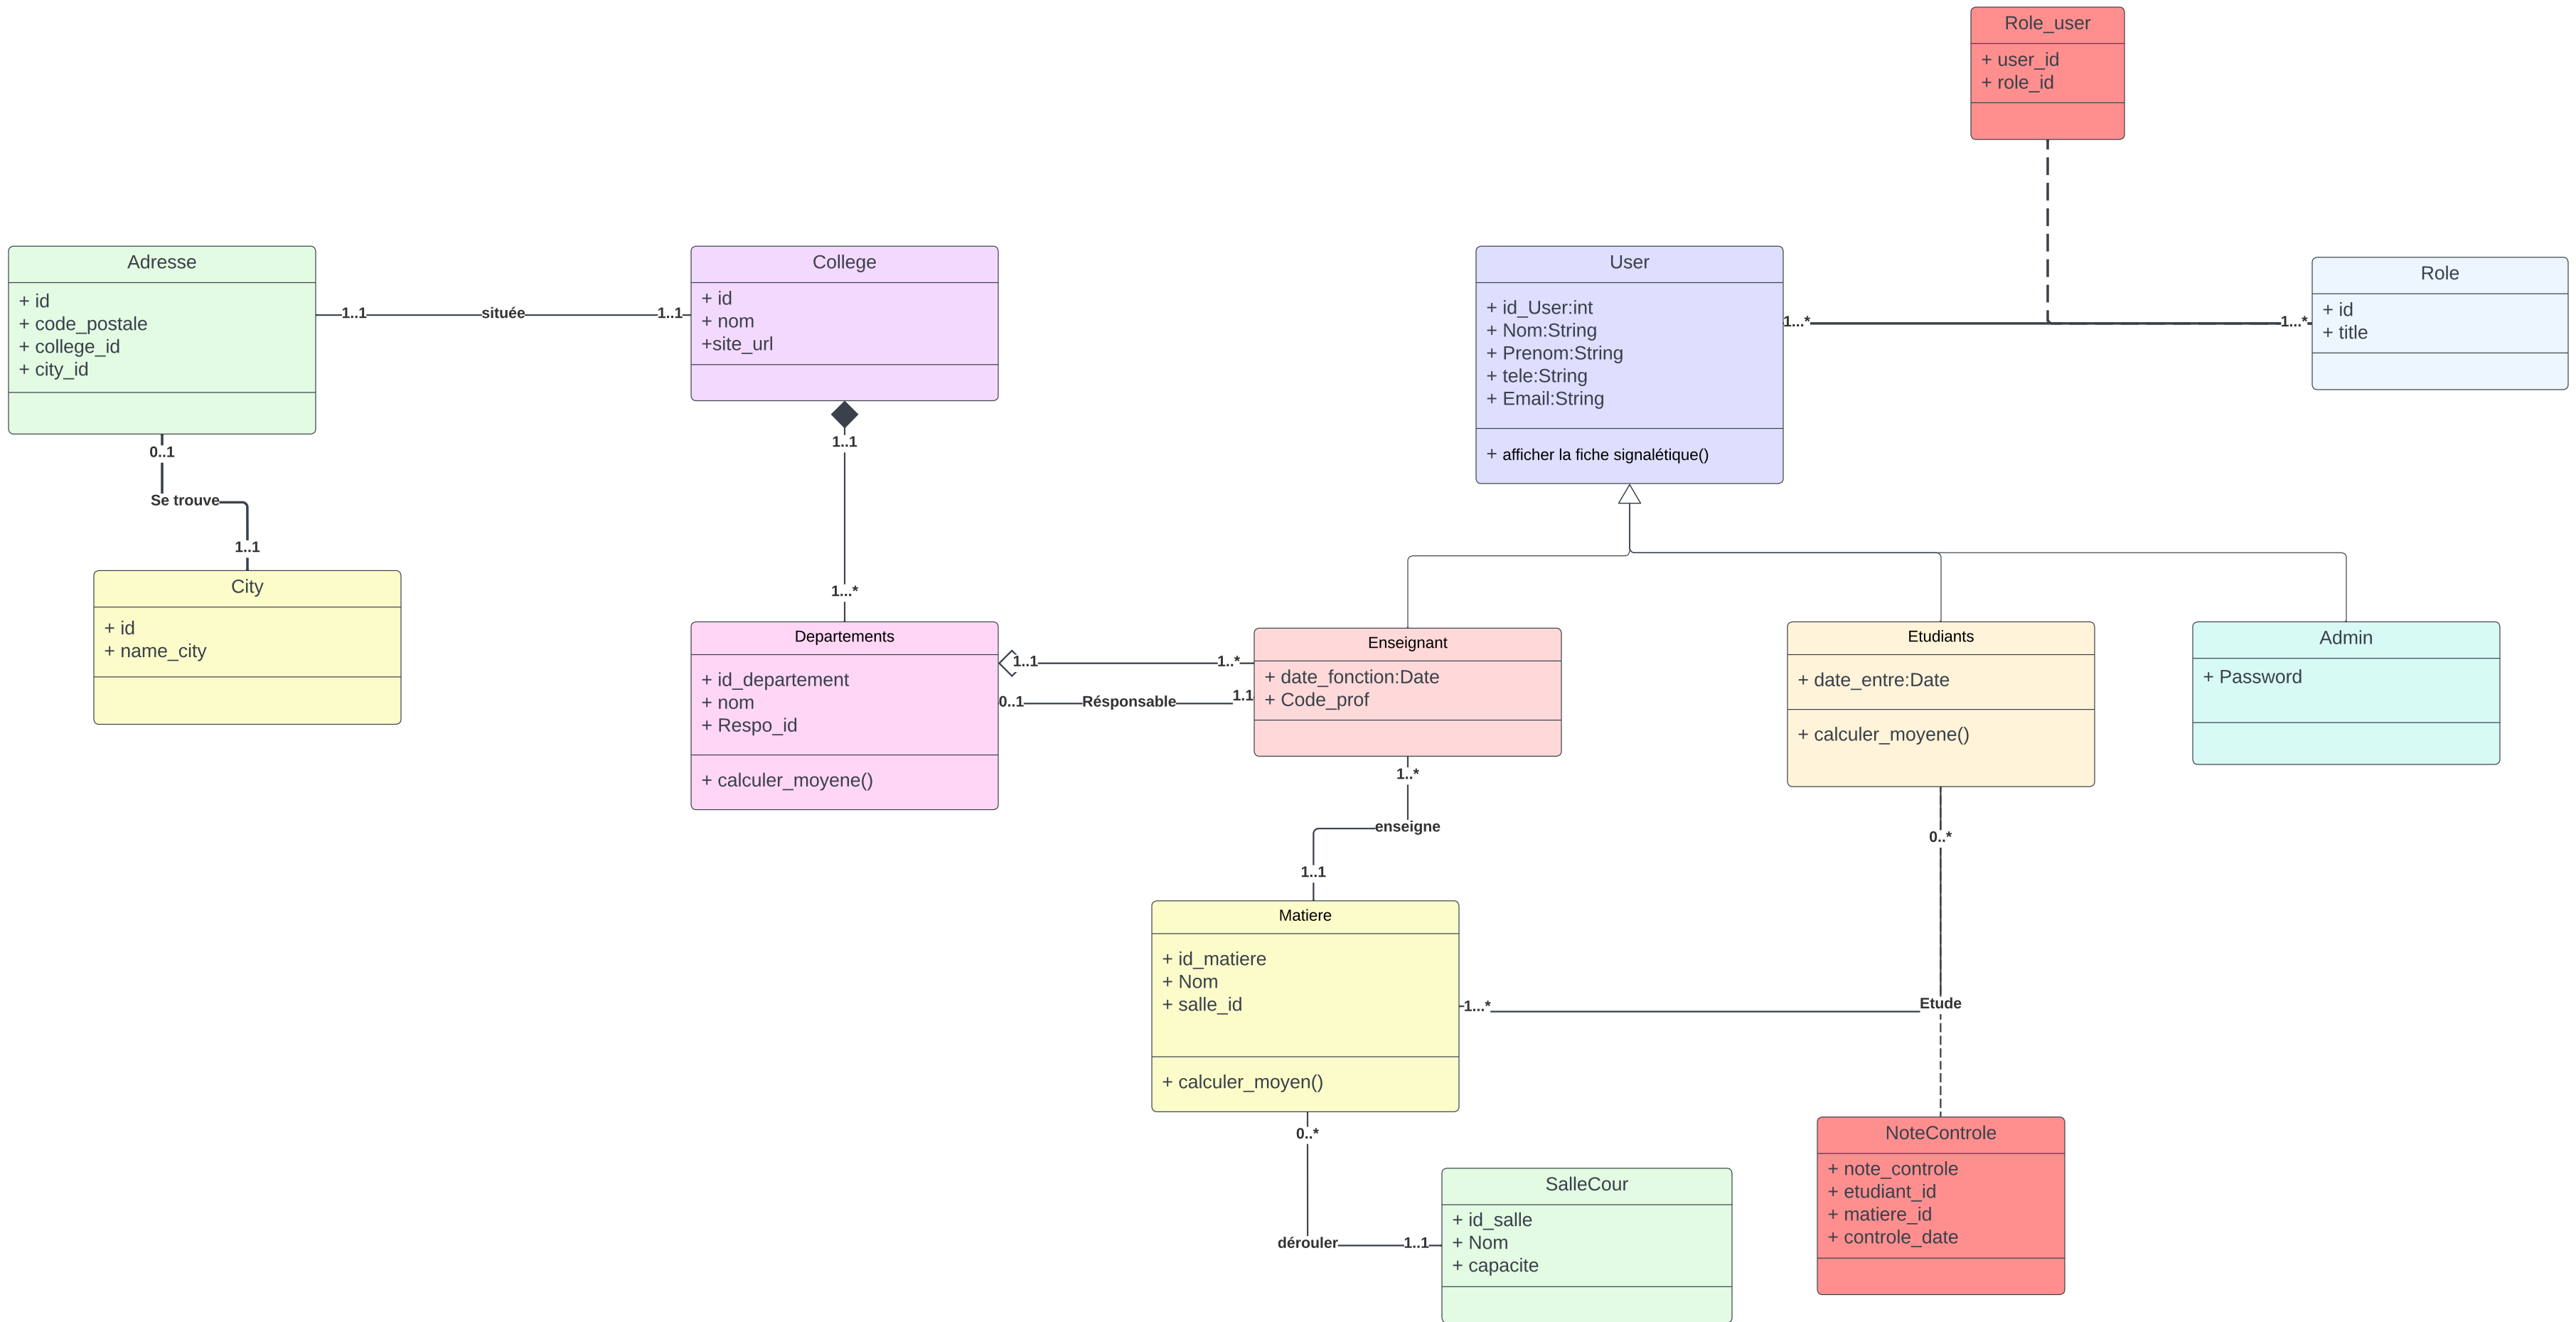 Role_user
+ user_id
+ role_id
Adresse
+ id
+ code_postale
+ college_id
+ city_id
1..1
située
1..1
College
+ id
+ nom
+site_url
User
+ id_User:int
+ Nom:String
+ Prenom:String
+ tele:String
+ Email:String
+ afficher la fiche signalétique()
1...*
1...*
Role
+ id
+ title
0..1
Se trouve
1..1
City
+ id
+ name_city
1..1
1...*
Departements
+ id_departement
+ nom
+ Respo_id
+ calculer_moyene()
1..1
1..*
0..1
Résponsable
1.1
Enseignant
+ date_fonction:Date
+ Code_prof
Etudiants
+ date_entre:Date
+ calculer_moyene()
Admin
+ Password
1..*
enseigne
1..1
0..*
Matiere
+ id_matiere
+ Nom
+ salle_id
+ calculer_moyen()
1...*
Etude
0..*
dérouler
1..1
SalleCour
+ id_salle
+ Nom
+ capacite
NoteControle
+ note_controle
+ etudiant_id
+ matiere_id
+ controle_date